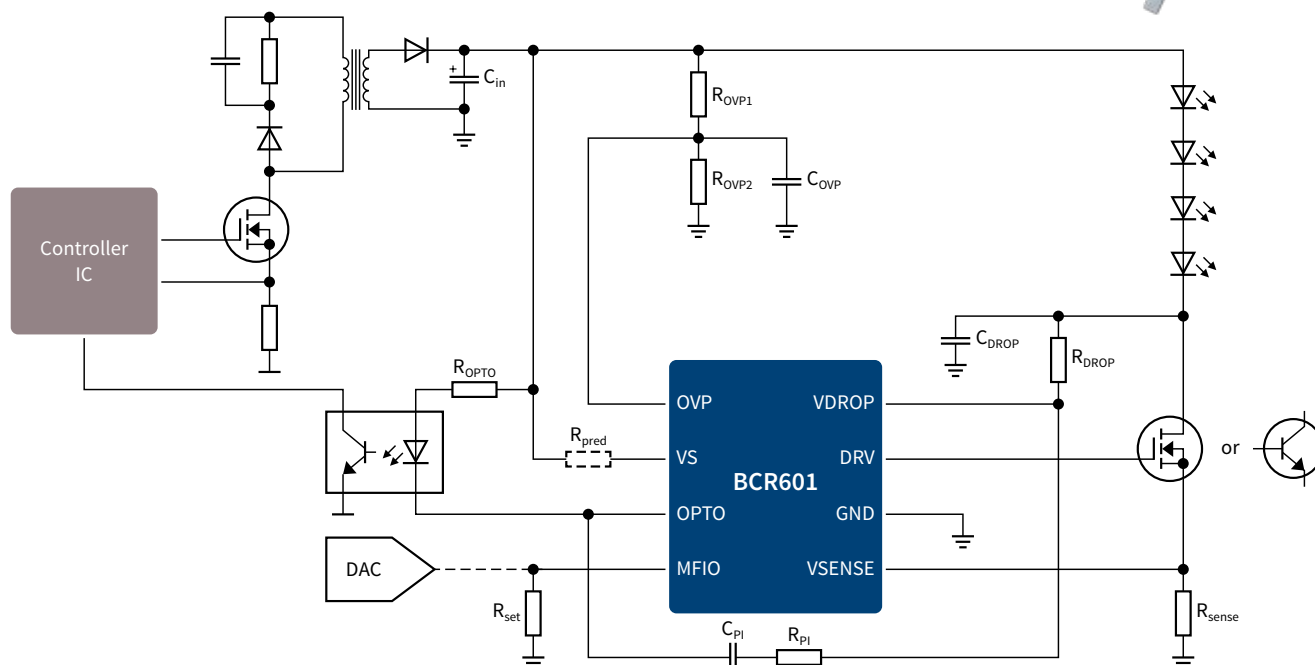 +
C_in
R_OVP1
R_OVP2
C_OVP
Controller
IC
C_DROP
R_DROP
R_OPTO
OVP
VDROP
R_pred
VS
DRV
or
BCR601
OPTO
GND
DAC
MFIO
VSENSE
R_set
R_sense
C_PI
R_PI